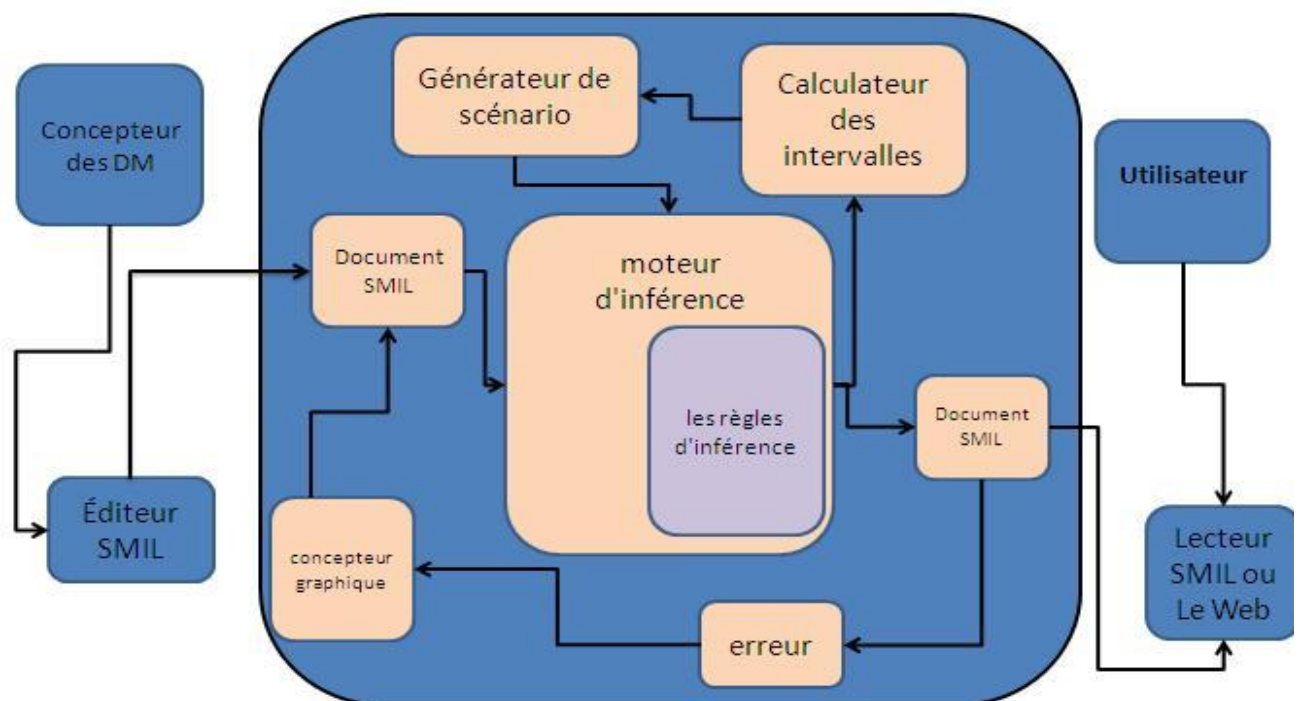 Générateur de
scénario
Calculateur
des
intervalles
Concepteur
des DM
Utilisateur
Document
SMIL
moteur
d'inférence
les règles
d'inférence
Document
SMIL
Éditeur
SMIL
concepteur
graphique
erreur
Lecteur
SMIL ou
Le Web